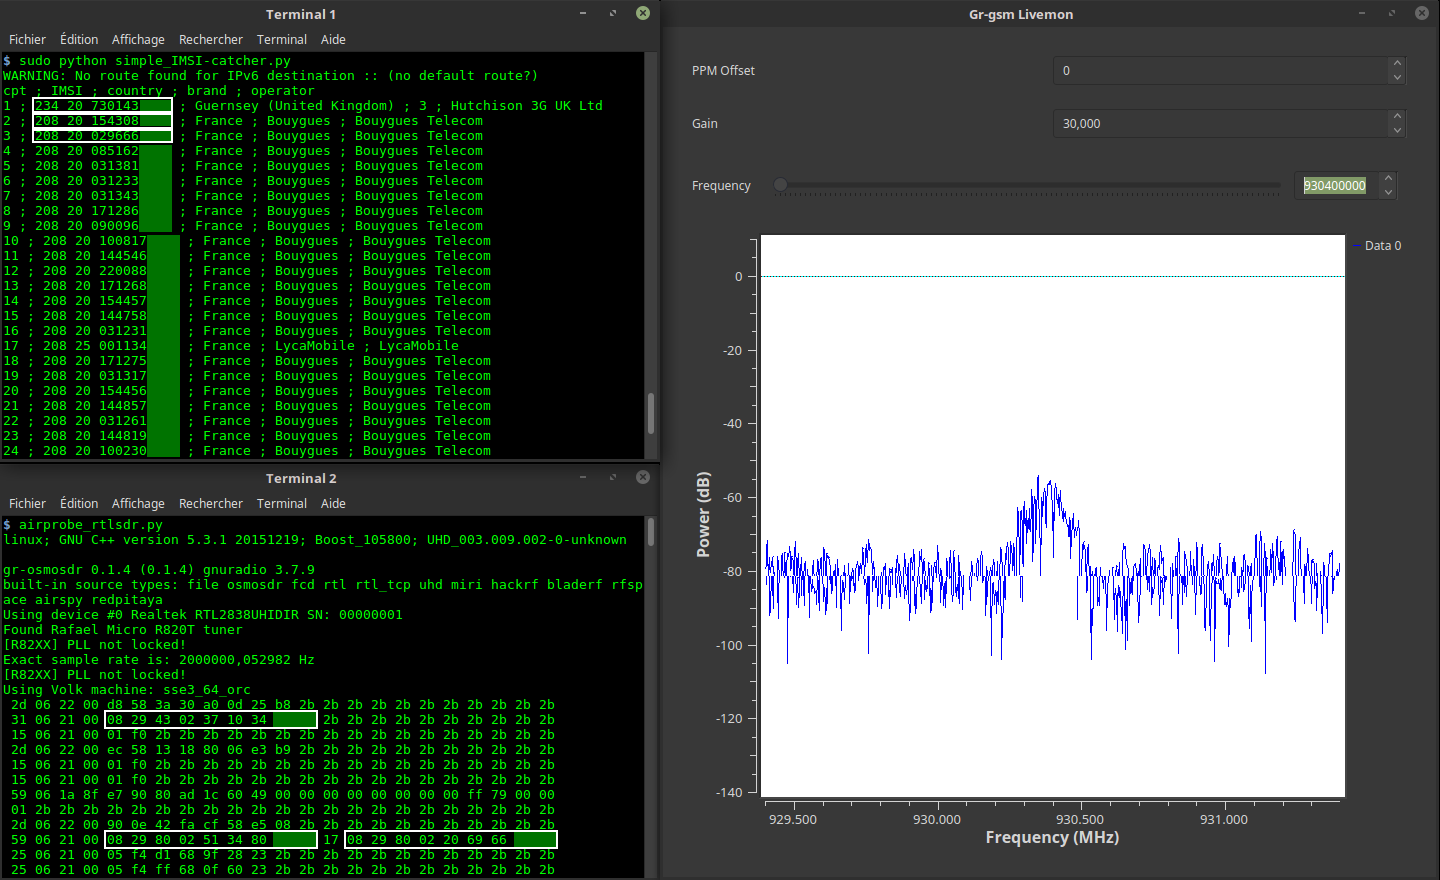 Terminal 1
Fichier Édition Affichage Rechercher Terminal Aide
$ sudo python simple_IMSI-catcher.py
WARNING: No route found for IPv6 destination :: (no default route?)
cpt ; IMSI ; country ; brand ; operator
1 ; 234 20 730143 ; Guernsey (United Kingdom) ; 3 ; Hutchison 3G UK Ltd
2 ; 208 20 154308 ; France ; Bouygues ; Bouygues Telecom
3 ; 208 20 029666 ; France ; Bouygues ; Bouygues Telecom
4 ; 208 20 085162 ; France ; Bouygues ; Bouygues Telecom
5 ; 208 20 031381 ; France ; Bouygues ; Bouygues Telecom
6 ; 208 20 031233 ; France ; Bouygues ; Bouygues Telecom
7 ; 208 20 031343 ; France ; Bouygues ; Bouygues Telecom
8 ; 208 20 171286 ; France ; Bouygues ; Bouygues Telecom
9 ; 208 20 090096 ; France ; Bouygues ; Bouygues Telecom
10 ; 208 20 100817 ; France ; Bouygues ; Bouygues Telecom
11 ; 208 20 144546 ; France ; Bouygues ; Bouygues Telecom
12 ; 208 20 220088 ; France ; Bouygues ; Bouygues Telecom
13 ; 208 20 171268 ; France ; Bouygues ; Bouygues Telecom
14 ; 208 20 154457 ; France ; Bouygues ; Bouygues Telecom
15 ; 208 20 144758 ; France ; Bouygues ; Bouygues Telecom
16 ; 208 20 031231 ; France ; Bouygues ; Bouygues Telecom
17 ; 208 25 001134 ; France ; LycaMobile ; LycaMobile
18 ; 208 20 171275 ; France ; Bouygues ; Bouygues Telecom
19 ; 208 20 031317 ; France ; Bouygues ; Bouygues Telecom
20 ; 208 20 154456 ; France ; Bouygues ; Bouygues Telecom
21 ; 208 20 144857 ; France ; Bouygues ; Bouygues Telecom
22 ; 208 20 031261 ; France ; Bouygues ; Bouygues Telecom
23 ; 208 20 144819 ; France ; Bouygues ; Bouygues Telecom
24 ; 208 20 100230 ; France ; Bouygues ; Bouygues Telecom
Terminal 2
Fichier Édition Affichage Rechercher Terminal Aide
$ airprobe_rtlsdr.py
linux; GNU C++ version 5.3.1 20151219; Boost_105800; UHD_003.009.002-0-unknown
gr-osmosdr 0.1.4 (0.1.4) gnuradio 3.7.9
built-in source types: file osmosdr fcd rtl rtl_tcp uhd miri hackrf bladerf rfsp
ace airspy redpitaya
Using device #0 Realtek RTL2838UHIDIR SN: 00000001
Found Rafael Micro R820T tuner
[R82XX] PLL not locked!
Exact sample rate is: 2000000,052982 Hz
[R82XX] PLL not locked!
Using Volk machine: sse3_64_orc
2d 06 22 00 d8 58 3a 30 a0 0d 25 b8 2b 2b 2b 2b 2b 2b 2b 2b 2b 2b 2b
31 06 21 00 08 29 43 02 37 10 34 2b 2b 2b 2b 2b 2b 2b 2b 2b 2b
15 06 21 00 01 f0 2b 2b 2b 2b 2b 2b 2b 2b 2b 2b 2b 2b 2b 2b 2b 2b 2b
2d 06 22 00 ec 58 13 18 80 06 e3 b9 2b 2b 2b 2b 2b 2b 2b 2b 2b 2b 2b
15 06 21 00 01 f0 2b 2b 2b 2b 2b 2b 2b 2b 2b 2b 2b 2b 2b 2b 2b 2b 2b
15 06 21 00 01 f0 2b 2b 2b 2b 2b 2b 2b 2b 2b 2b 2b 2b 2b 2b 2b 2b 2b
59 06 1a 8f e7 90 80 ad 1c 60 49 00 00 00 00 00 00 00 00 ff 79 00 00
01 2b 2b 2b 2b 2b 2b 2b 2b 2b 2b 2b 2b 2b 2b 2b 2b 2b 2b 2b 2b 2b 2b
2d 06 22 00 90 0e 42 fa cf 58 e5 08 2b 2b 2b 2b 2b 2b 2b 2b 2b 2b 2b
59 06 21 00 08 29 80 02 51 34 80 17 08 29 80 02 20 69 66
25 06 21 00 05 f4 d1 68 9f 28 23 2b 2b 2b 2b 2b 2b 2b 2b 2b 2b 2b 2b
25 06 21 00 05 f4 ff 68 0f 60 23 2b 2b 2b 2b 2b 2b 2b 2b 2b 2b 2b 2b
Gr-gsm Livemon
PPM Offset 0
Gain 30,000
Frequency 930400000
Data 0
0
-20
-40
-60
-80
-100
-120
-140
Power (dB)
929.500 930.000 930.500 931.000
Frequency (MHz)